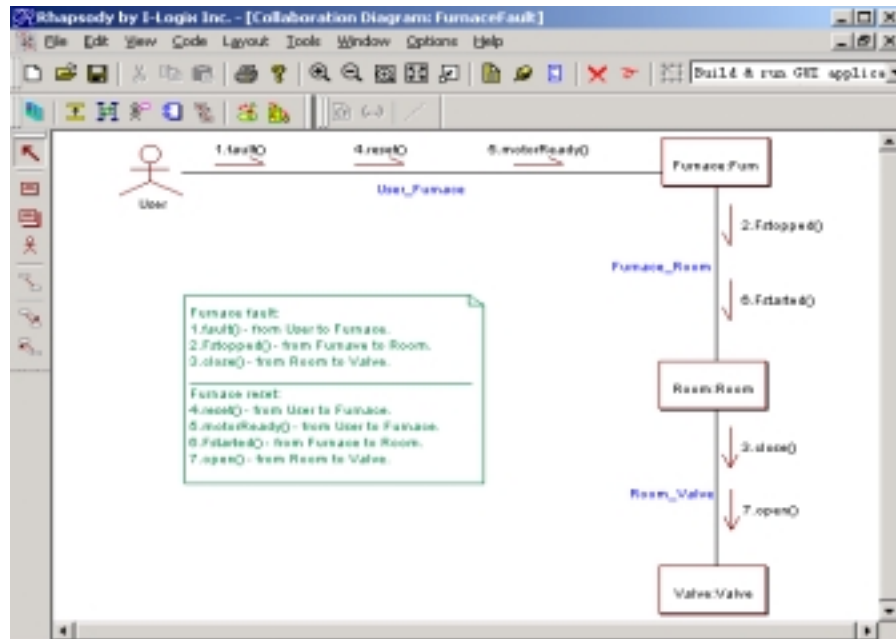 Rhapsody by I-Logix Inc. - [Collaboration Diagram: FurnaceFault]
File Edit View Code Layout Tools Window Options Help
Build & run GUI applica
1.fault() 4.reset() 5.motorReady()
User_Furnace
User
Furnace:Furn
2.Fstopped()
Furnace_Room
6.Fstarted()
Furnace fault:
1.fault() - from User to Furnace.
2.Fstopped() - from Furnave to Room.
3.close() - from Room to Valve.
Furnace reset:
4.reset() - from User to Furnace.
5.motorReady() - from User to Furnace.
6.Fstarted() - from Furnace to Room.
7.open() - from Room to Valve.
Room:Room
3.close()
Room_Valve
7.open()
Valve:Valve